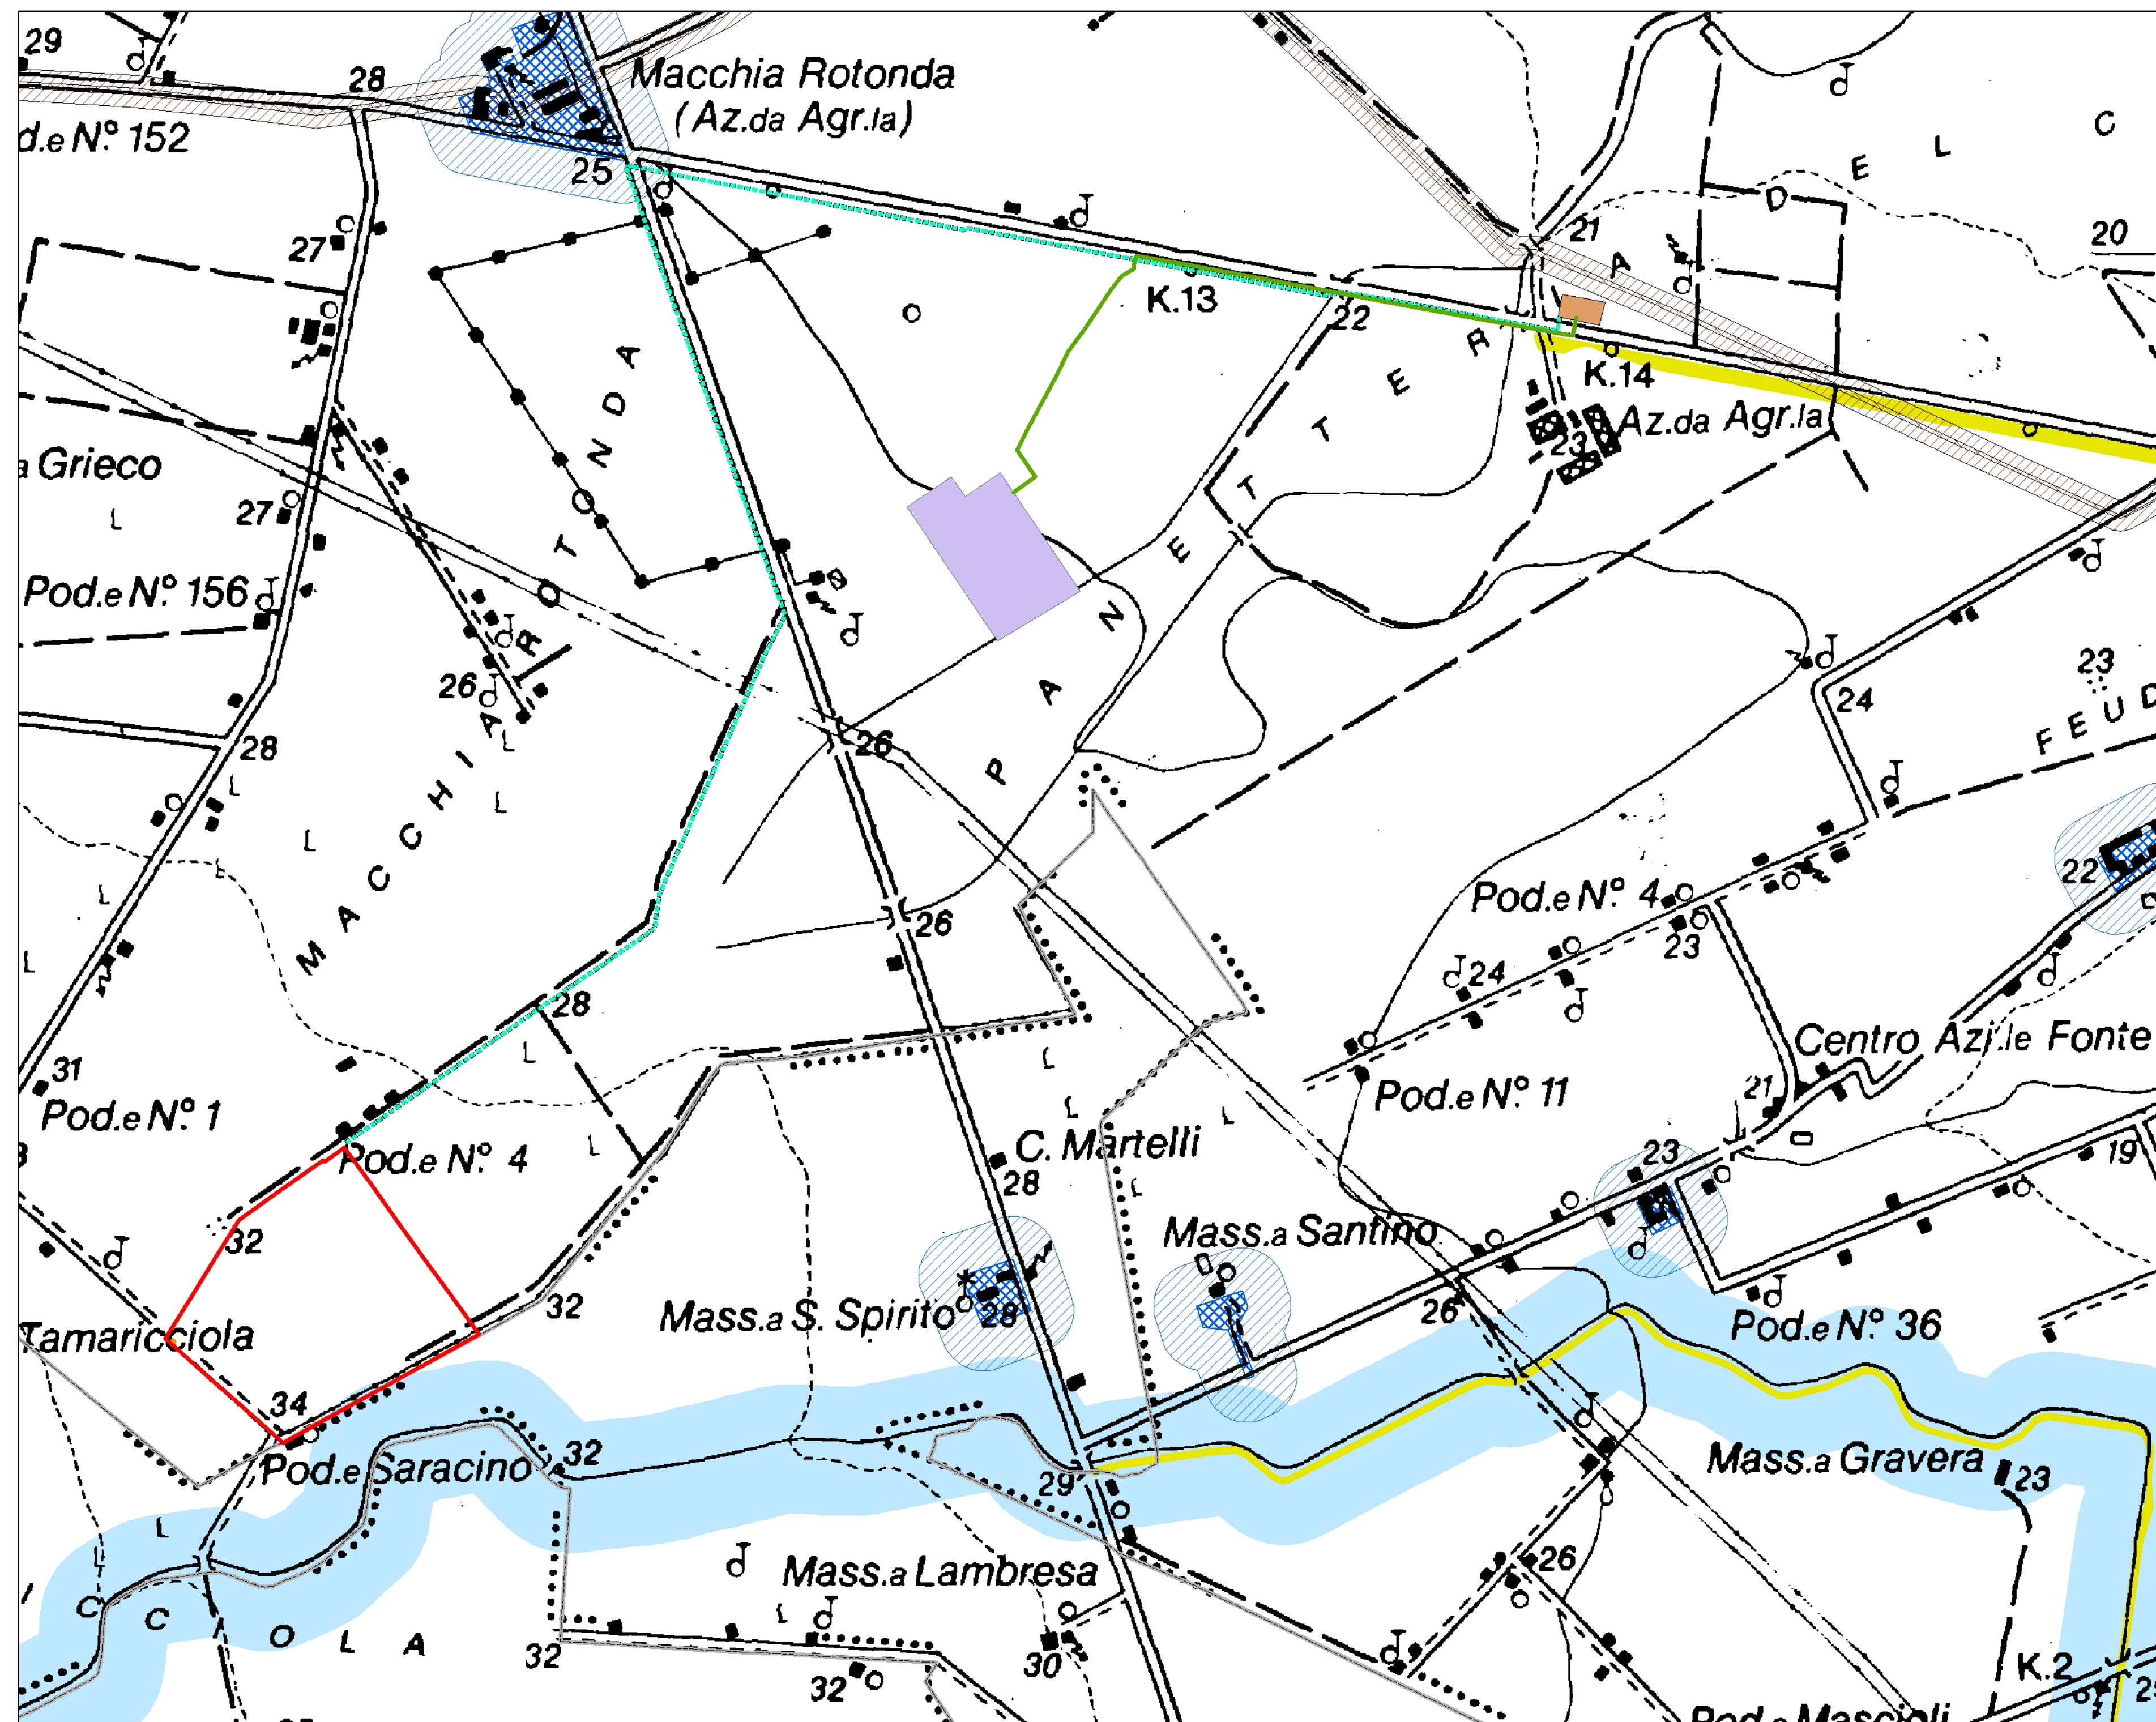 29
28
Macchia Rotonda
(Az.da Agr.la)
d.e N.º 152
25
27
21
20
D E L C
K.13
22
K.14
Az.da Agr.la
23
a Grieco
27
Pod.e N.º 156
26
28
MACCHIA ROTONDA
PANETTERIA
26
24
23
FEUD
22
Pod.e N.º 4
23
26
24
28
31
Pod.e N.º 1
Pod.e N.º 4
Centro Azi.le Fonte
21
Pod.e N.º 11
C. Martelli
28
23
19
32
Mass.a Santino
32
Mass.a S. Spirito
28
26
Pod.e N.º 36
Tamaricciola
34
Pod.e Saracino
32
29
Mass.a Gravera
23
Mass.a Lambresa
26
C C O L A
32
32
30
K.2
Pod.e Mascioli